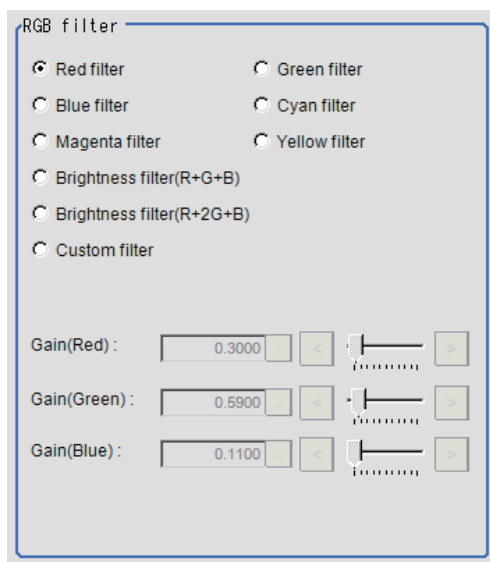 RGB filter
Red filter
Green filter
Blue filter
Cyan filter
Magenta filter
Yellow filter
Brightness filter(R+G+B)
Brightness filter(R+2G+B)
Custom filter
Gain(Red) : 0.3000 ... < >
Gain(Green) : 0.5900 ... < >
Gain(Blue) : 0.1100 ... < >